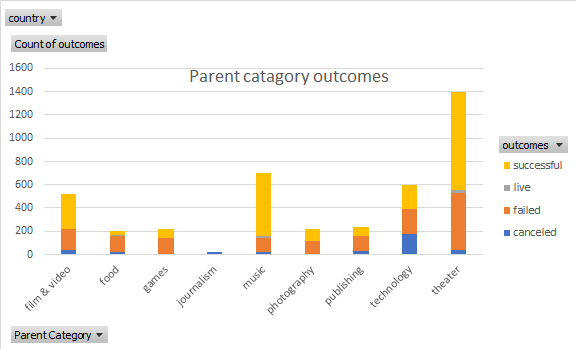 country
Count of outcomes
Parent catagory outcomes
1600
1400
1200
1000
800
600
400
200
0
film & video
food
games
journalism
music
photography
publishing
technology
theater
outcomes
successful
live
failed
canceled
Parent Category